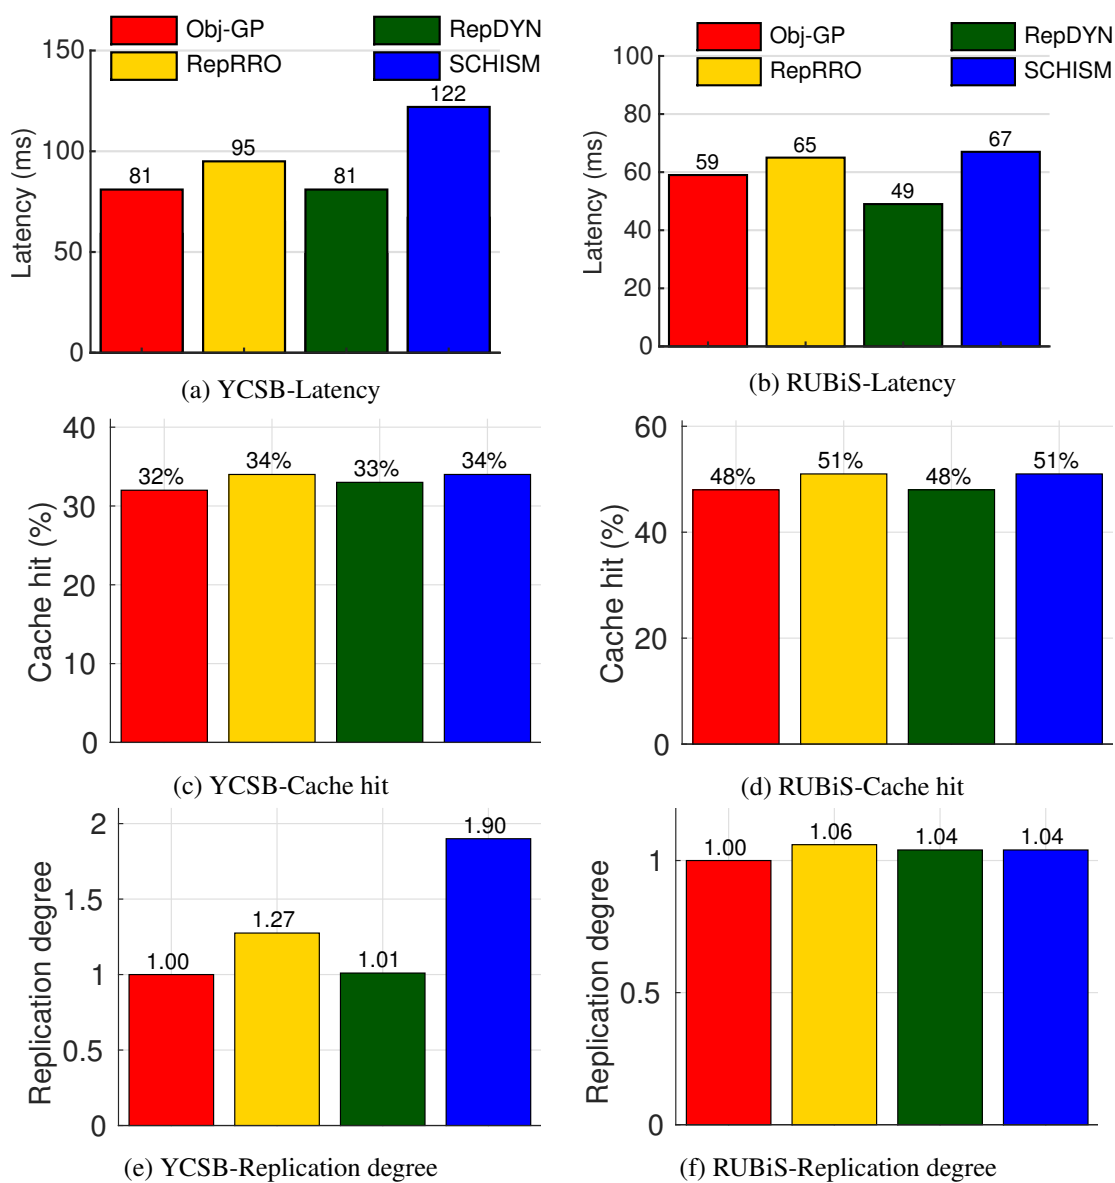 Obj-GP
RepDYN
RepRRO
SCHISM
Latency (ms)
150
100
50
0
81
95
81
122
(a) YCSB-Latency
Obj-GP
RepDYN
RepRRO
SCHISM
Latency (ms)
100
80
60
40
20
0
59
65
49
67
(b) RUBiS-Latency
Cache hit (%)
40
30
20
10
0
32%
34%
33%
34%
(c) YCSB-Cache hit
Cache hit (%)
60
40
20
0
48%
51%
48%
51%
(d) RUBiS-Cache hit
Replication degree
2
1.5
1
0.5
0
1.00
1.27
1.01
1.90
(e) YCSB-Replication degree
Replication degree
1
0.5
0
1.00
1.06
1.04
1.04
(f) RUBiS-Replication degree